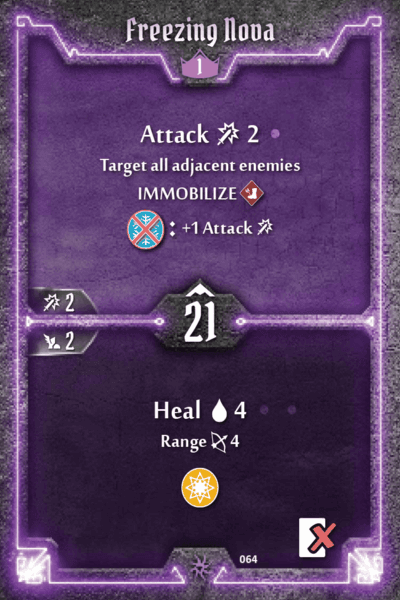 Freezing Nova
1
Attack 2
Target all adjacent enemies
IMMOBILIZE
: +1 Attack
2
21
2
Heal 4
Range 4
064